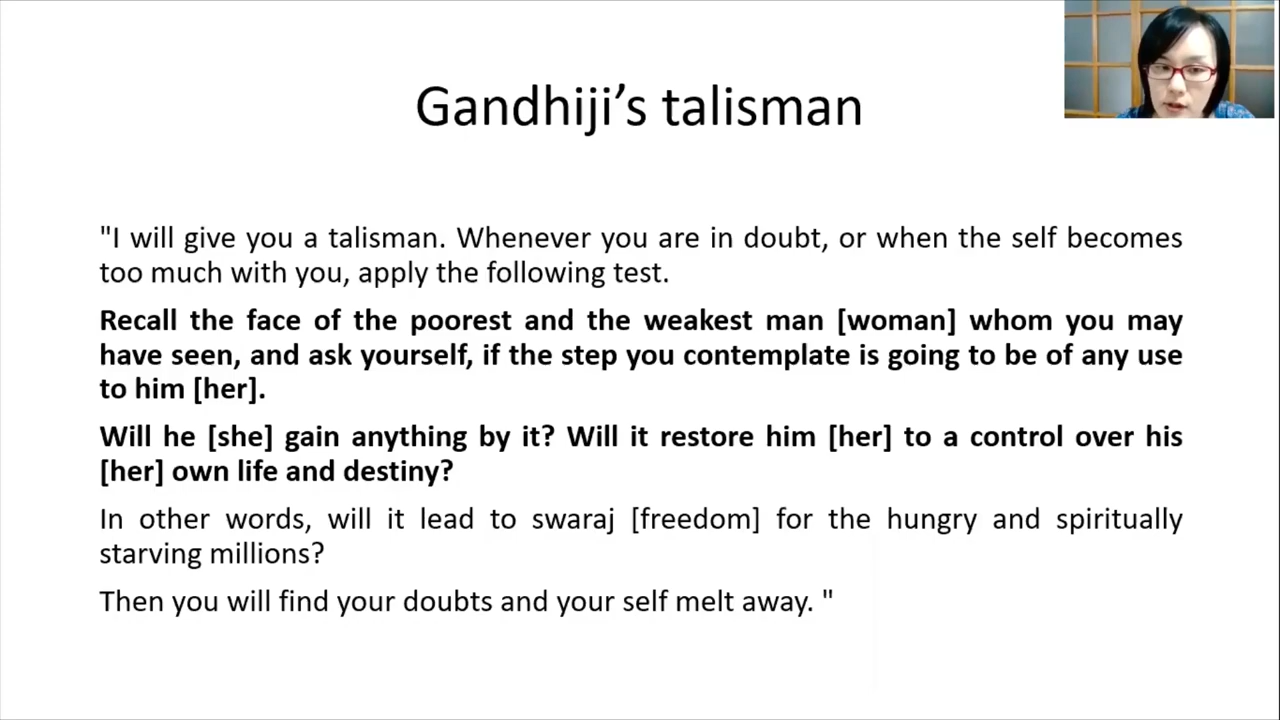 Gandhiji’s talisman
"I will give you a talisman. Whenever you are in doubt, or when the self becomes
too much with you, apply the following test.
Recall the face of the poorest and the weakest man [woman] whom you may
have seen, and ask yourself, if the step you contemplate is going to be of any use
to him [her].
Will he [she] gain anything by it? Will it restore him [her] to a control over his
[her] own life and destiny?
In other words, will it lead to swaraj [freedom] for the hungry and spiritually
starving millions?
Then you will find your doubts and your self melt away. "